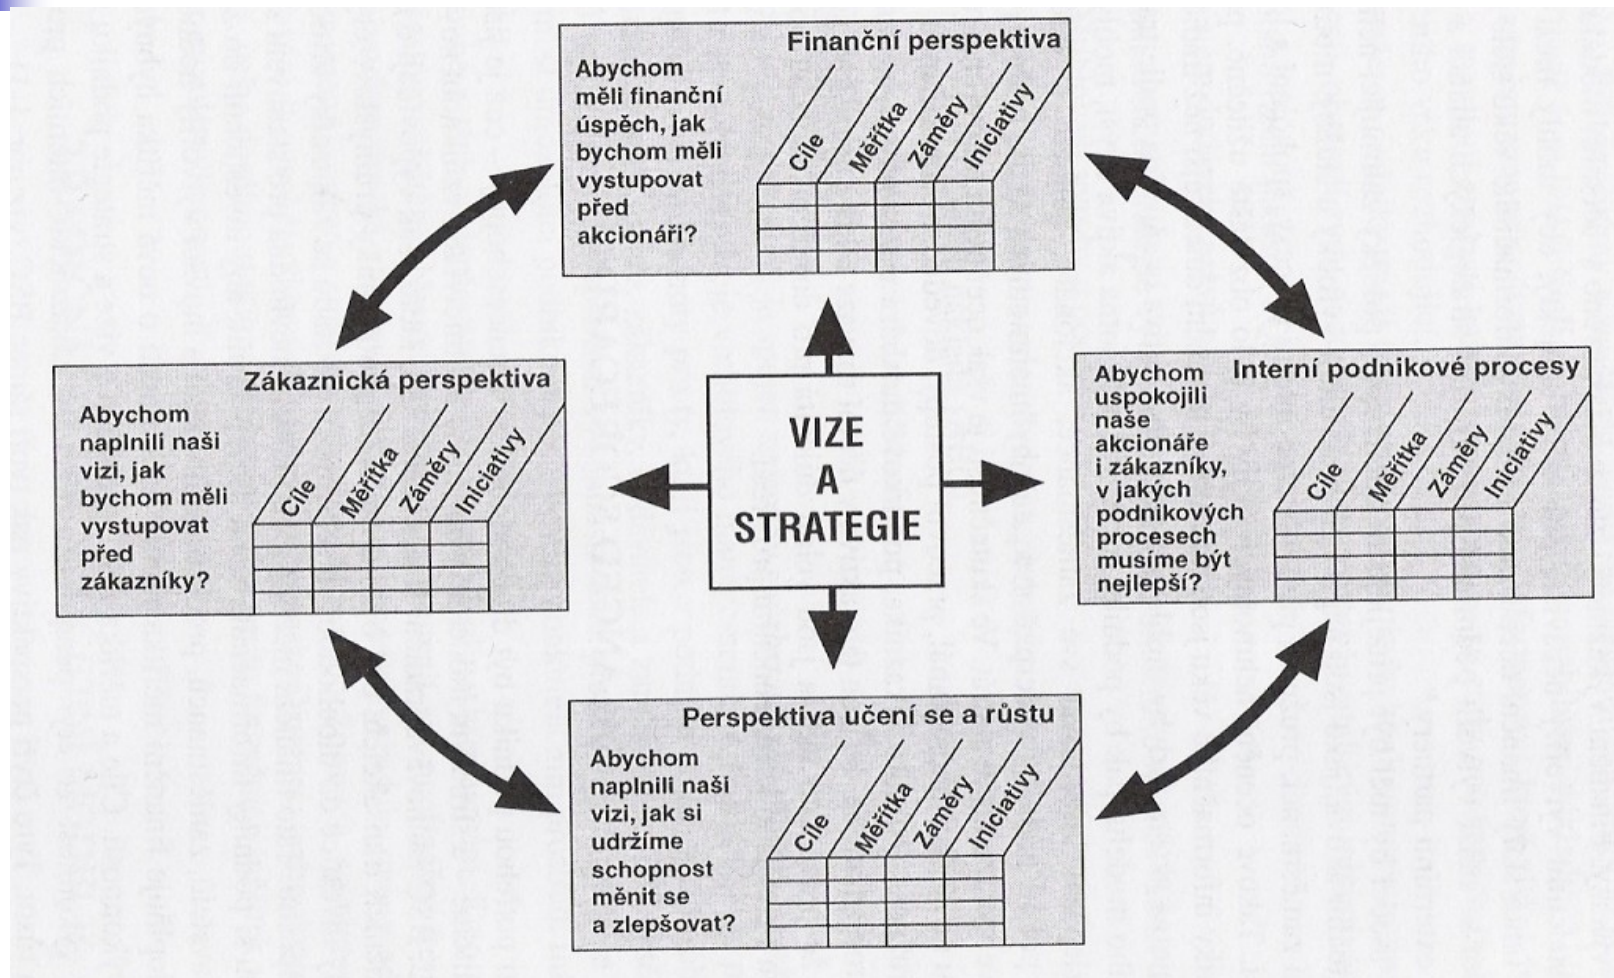 Finanční perspektiva
Abychom
měli finanční
úspěch, jak
bychom měli
vystupovat
před
akcionáři?
Cíle
Měřítka
Záměry
Iniciativy
Zákaznická perspektiva
Abychom
naplnili naši
vizi, jak
bychom měli
vystupovat
před
zákazníky?
Cíle
Měřítka
Záměry
Iniciativy
VIZE
A
STRATEGIE
Interní podnikové procesy
Abychom
uspokojili
naše
akcionáře
i zákazníky,
v jakých
podnikových
procesech
musíme být
nejlepší?
Cíle
Měřítka
Záměry
Iniciativy
Perspektiva učení se a růstu
Abychom
naplnili naši
vizi, jak si
udržíme
schopnost
měnit se
a zlepšovat?
Cíle
Měřítka
Záměry
Iniciativy